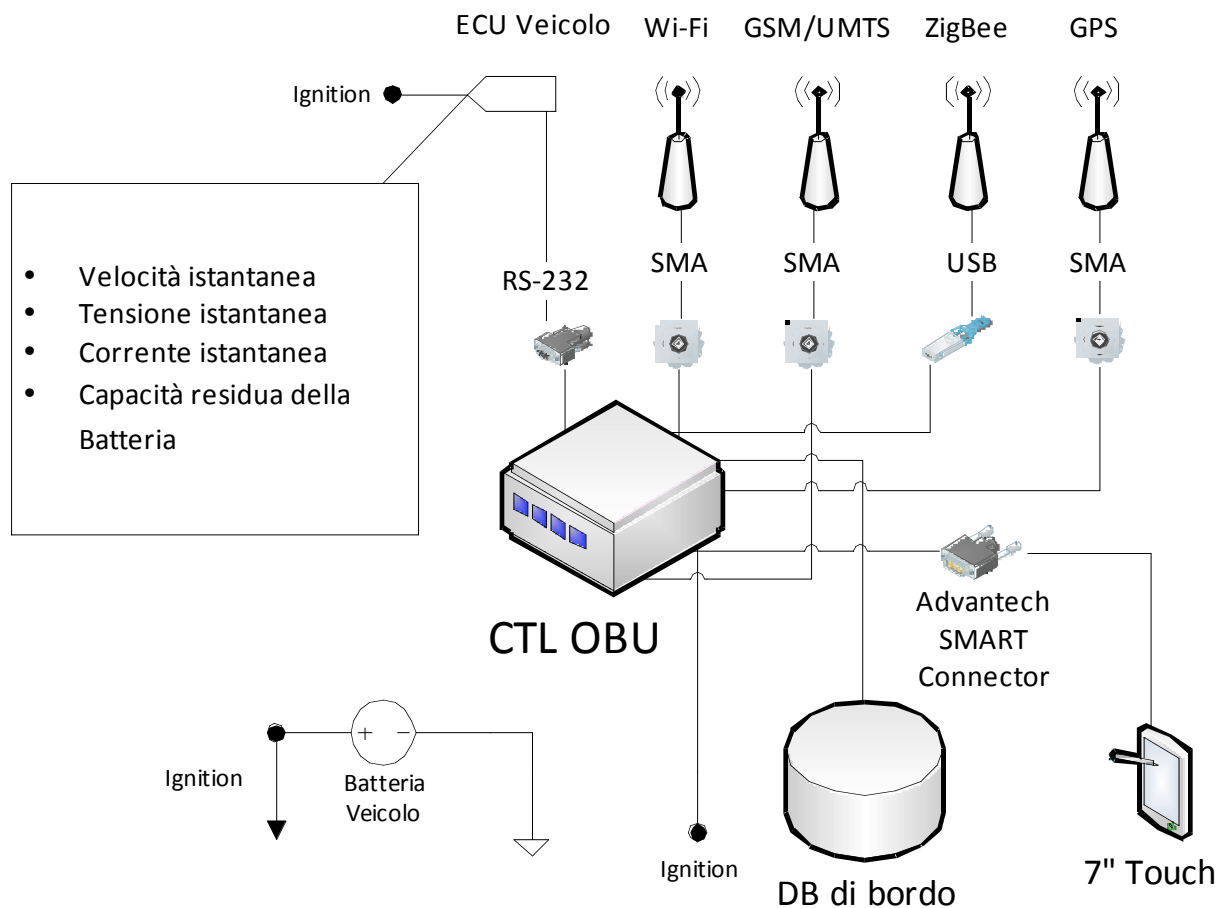 ECU Veicolo
Wi-Fi
GSM/UMTS
ZigBee
GPS
Ignition
• Velocità istantanea
• Tensione istantanea
• Corrente istantanea
• Capacità residua della
Batteria
RS-232
SMA
SMA
USB
SMA
CTL OBU
Advantech
SMART
Connector
Ignition
+ -
Batteria
Veicolo
Ignition
DB di bordo
7" Touch